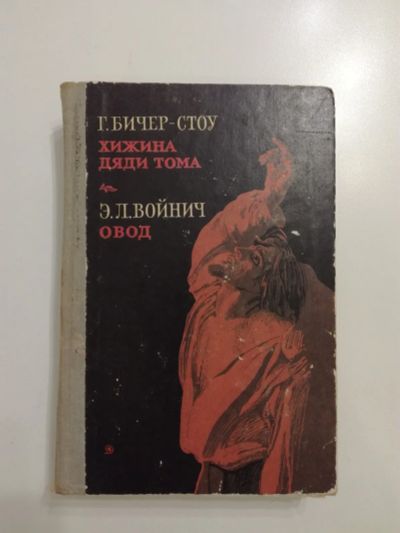 Г. БИЧЕР-СТОУ
ХИЖИНА
ДЯДИ ТОМА
Э. Л. ВОЙНИЧ
ОВОД